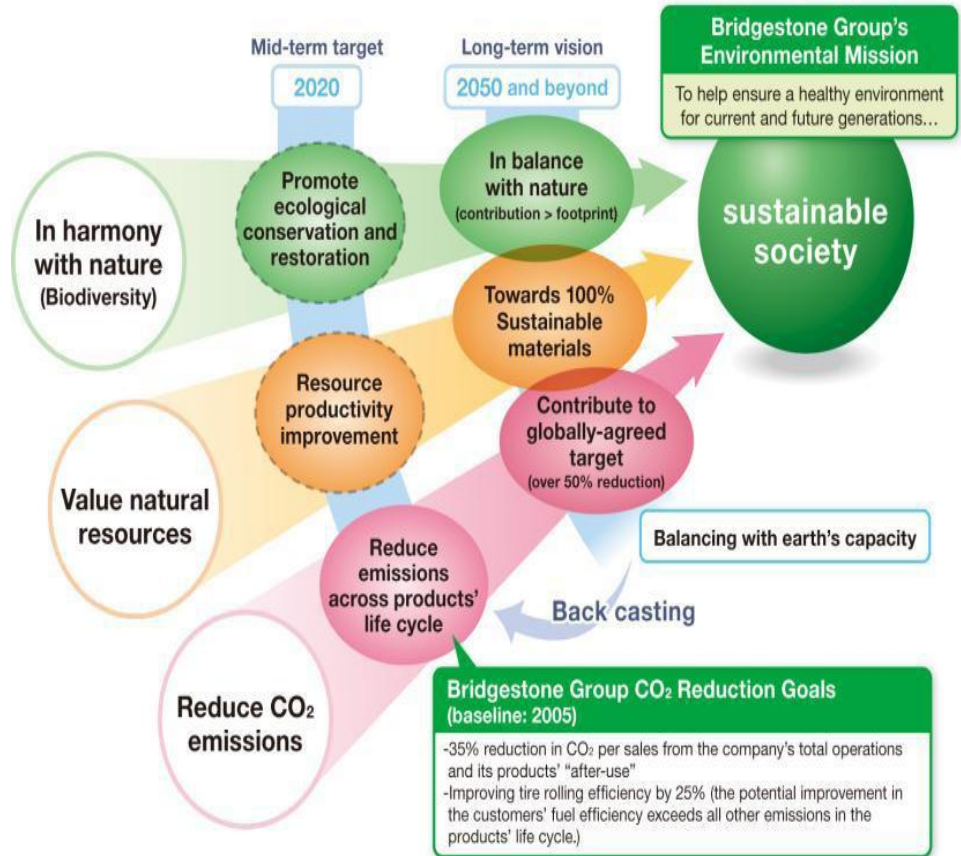 Mid-term target
2020
Long-term vision
2050 and beyond
Bridgestone Group's
Environmental Mission
To help ensure a healthy environment
for current and future generations…
In harmony
with nature
(Biodiversity)
Promote
ecological
conservation and
restoration
In balance
with nature
(contribution > footprint)
sustainable
society
Value natural
resources
Resource
productivity
improvement
Towards 100%
Sustainable
materials
Reduce CO₂
emissions
Reduce
emissions
across products'
life cycle
Contribute to
globally-agreed
target
(over 50% reduction)
Balancing with earth's capacity
Back casting
Bridgestone Group CO₂ Reduction Goals
(baseline: 2005)
-35% reduction in CO₂ per sales from the company's total operations
and its products' “after-use”
-Improving tire rolling efficiency by 25% (the potential improvement in
the customers' fuel efficiency exceeds all other emissions in the
products' life cycle.)